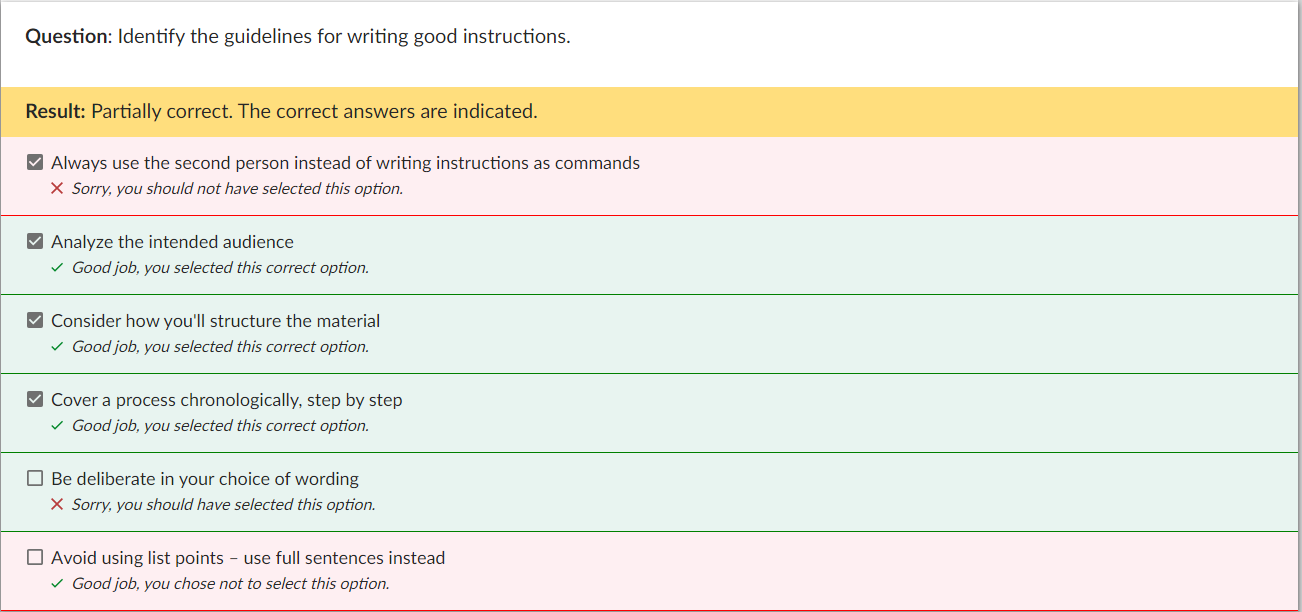 Question: Identify the guidelines for writing good instructions.
Result: Partially correct. The correct answers are indicated.
Always use the second person instead of writing instructions as commands
Sorry, you should not have selected this option.
Analyze the intended audience
Good job, you selected this correct option.
Consider how you'll structure the material
Good job, you selected this correct option.
Cover a process chronologically, step by step
Good job, you selected this correct option.
Be deliberate in your choice of wording
Sorry, you should have selected this option.
Avoid using list points – use full sentences instead
Good job, you chose not to select this option.